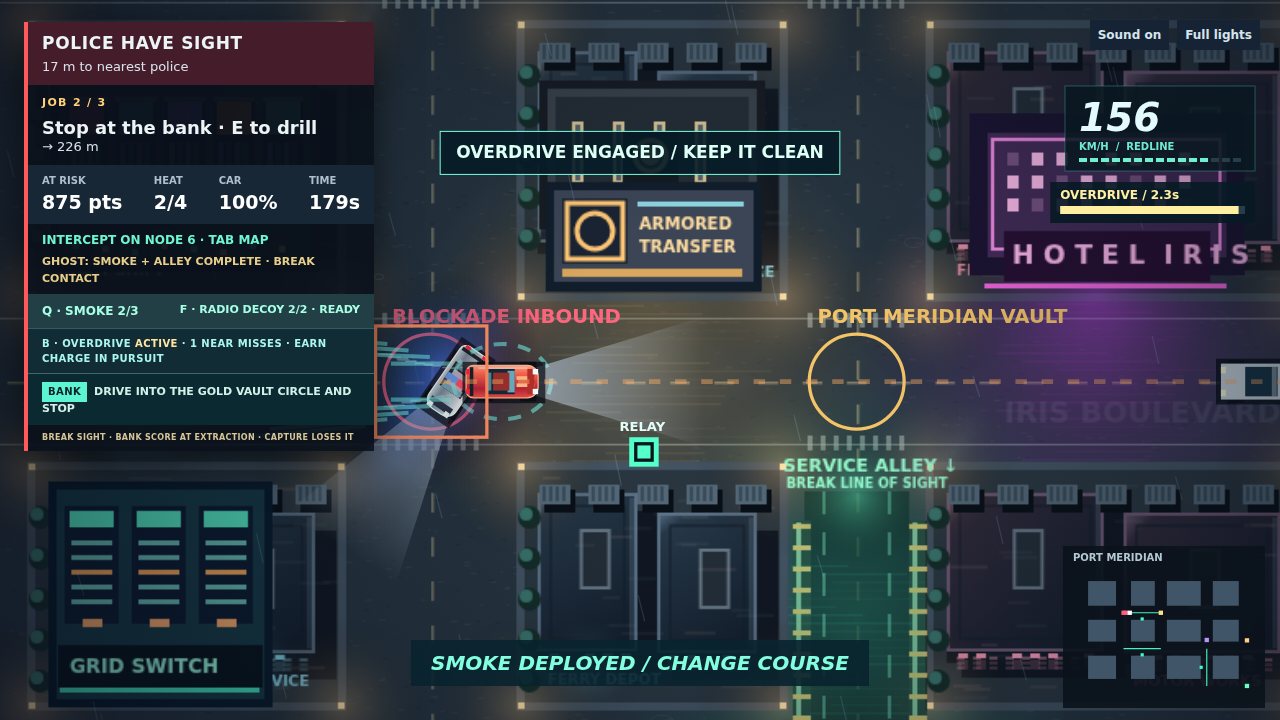 POLICE HAVE SIGHT
17 m to nearest police
JOB 2 / 3
Stop at the bank · E to drill
→ 226 m
AT RISK HEAT CAR TIME
875 pts 2/4 100% 179s
INTERCEPT ON NODE 6 · TAB MAP
GHOST: SMOKE + ALLEY COMPLETE · BREAK
CONTACT
Q · SMOKE 2/3 F · RADIO DECOY 2/2 · READY
B · OVERDRIVE ACTIVE · 1 NEAR MISSES · EARN
CHARGE IN PURSUIT
BANK DRIVE INTO THE GOLD VAULT CIRCLE AND
STOP
BREAK SIGHT · BANK SCORE AT EXTRACTION · CAPTURE LOSES IT
Sound on Full lights
156
KM/H / REDLINE
OVERDRIVE / 2.3s
OVERDRIVE ENGAGED / KEEP IT CLEAN
ARMORED
TRANSFER
HOTEL IRIS
BLOCKADE INBOUND
PORT MERIDIAN VAULT
IRIS BOULEVARD
RELAY
SERVICE ALLEY ↓
BREAK LINE OF SIGHT
GRID SWITCH
SMOKE DEPLOYED / CHANGE COURSE
FERRY DEPOT
PORT MERIDIAN